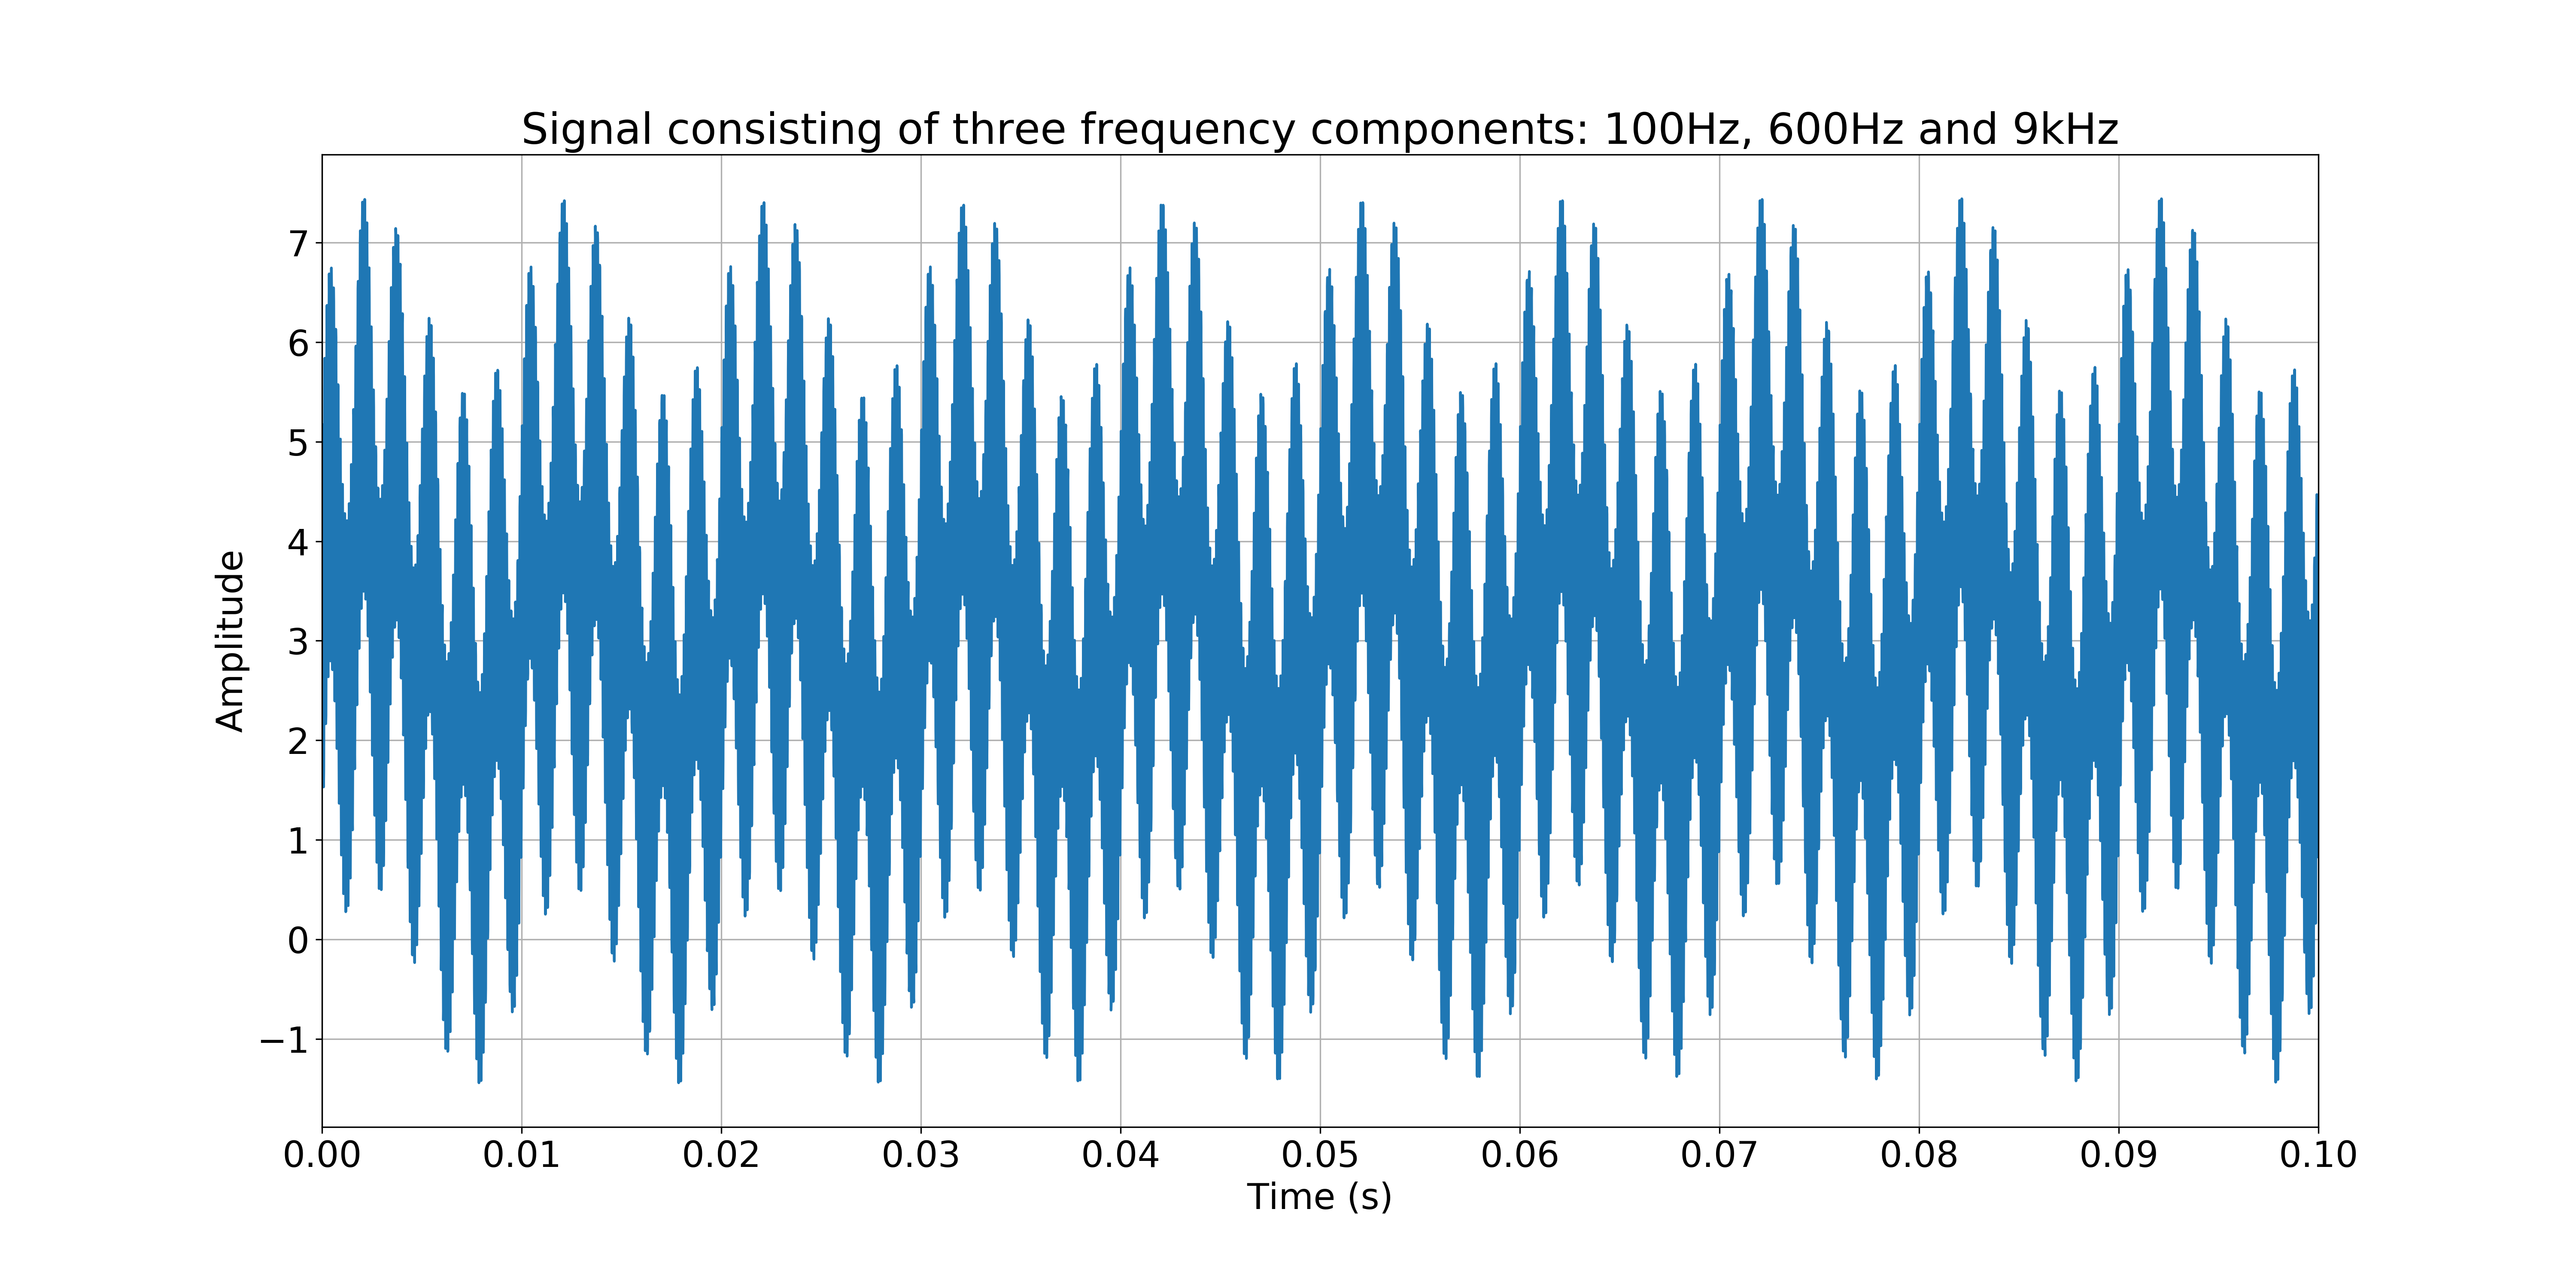 Signal consisting of three frequency components: 100Hz, 600Hz and 9kHz
7
6
5
4
3
2
1
0
−1
Amplitude
0.00 0.01 0.02 0.03 0.04 0.05 0.06 0.07 0.08 0.09 0.10
Time (s)